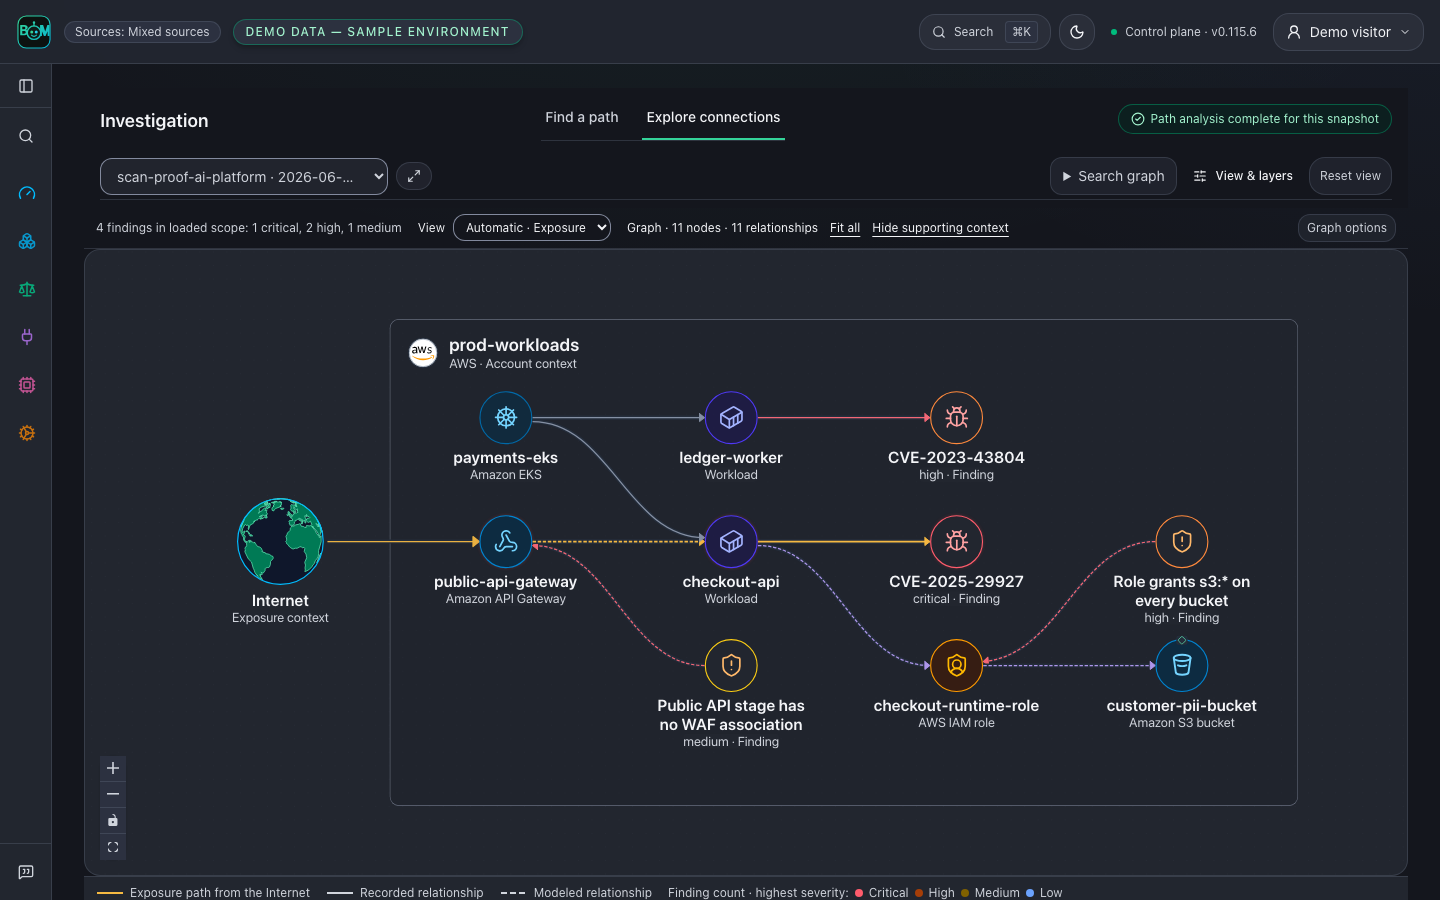 BOM
Sources: Mixed sources
DEMO DATA — SAMPLE ENVIRONMENT
Search
⌘K
Control plane · v0.115.6
Demo visitor
Investigation
Find a path
Explore connections
Path analysis complete for this snapshot
scan-proof-ai-platform · 2026-06-...
Search graph
View & layers
Reset view
4 findings in loaded scope: 1 critical, 2 high, 1 medium
View
Automatic · Exposure
Graph · 11 nodes · 11 relationships
Fit all
Hide supporting context
Graph options
aws
prod-workloads
AWS · Account context
payments-eks
Amazon EKS
ledger-worker
Workload
CVE-2023-43804
high · Finding
Internet
Exposure context
public-api-gateway
Amazon API Gateway
checkout-api
Workload
CVE-2025-29927
critical · Finding
Role grants s3:* on
every bucket
high · Finding
Public API stage has
no WAF association
medium · Finding
checkout-runtime-role
AWS IAM role
customer-pii-bucket
Amazon S3 bucket
Exposure path from the Internet
Recorded relationship
Modeled relationship
Finding count · highest severity:
Critical
High
Medium
Low